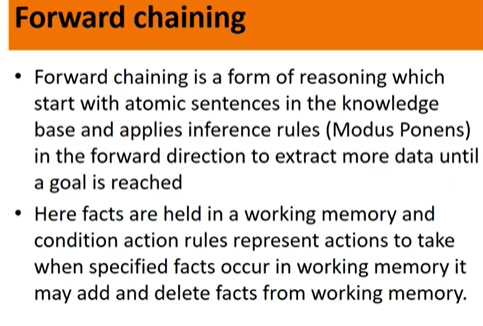 Forward chaining
• Forward chaining is a form of reasoning which
start with atomic sentences in the knowledge
base and applies inference rules (Modus Ponens)
in the forward direction to extract more data until
a goal is reached
• Here facts are held in a working memory and
condition action rules represent actions to take
when specified facts occur in working memory it
may add and delete facts from working memory.